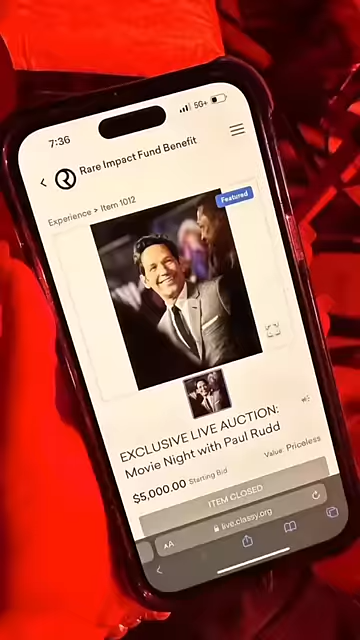 7:36
5G+
Rare Impact Fund Benefit
Experience > Item 1012
Featured
EXCLUSIVE LIVE AUCTION:
Movie Night with Paul Rudd
$5,000.00 Starting Bid
Value: Priceless
ITEM CLOSED
AA
live.classy.org